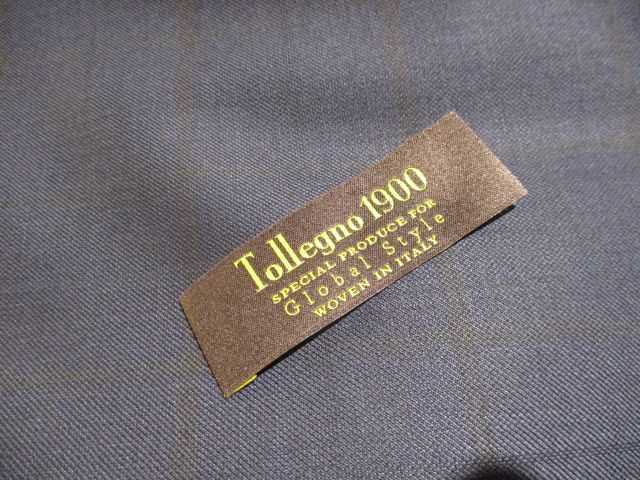 Tollegno 1900
SPECIAL PRODUCE FOR
Global Style
WOVEN IN ITALY